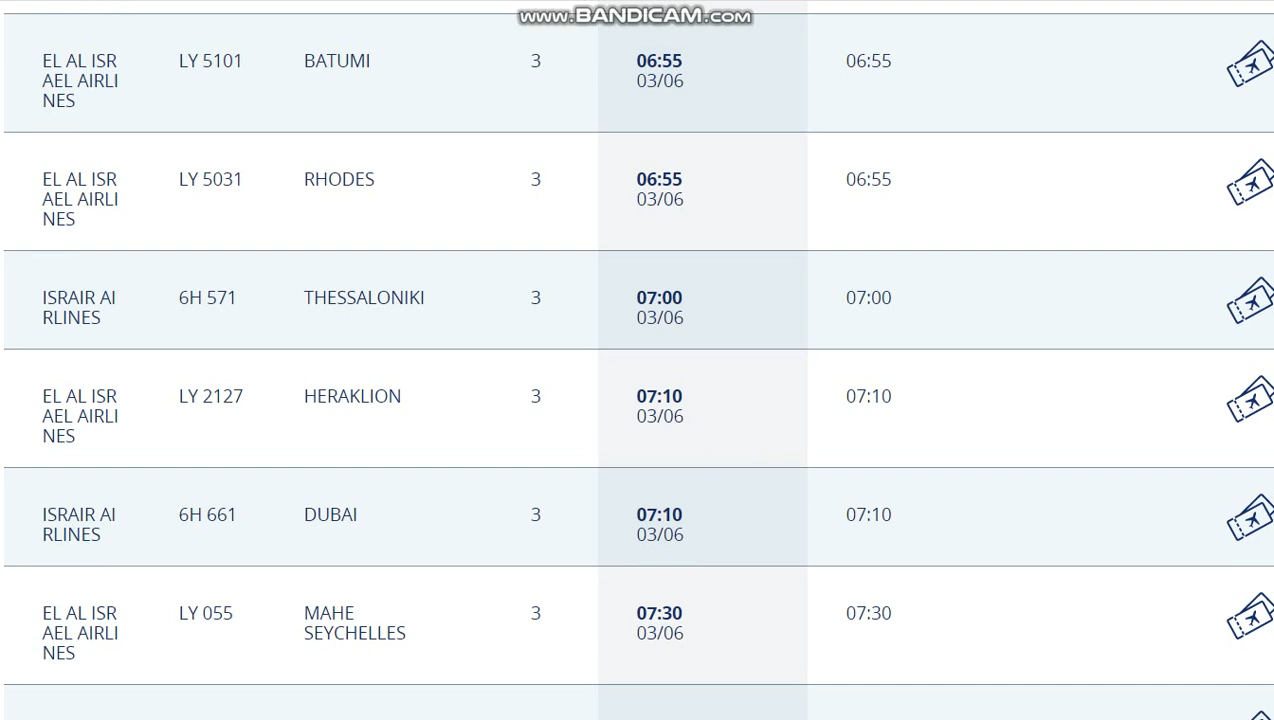 www.BANDICAM.com
EL AL ISR LY 5101 BATUMI 3 06:55 06:55
AEL AIRLI 03/06
NES
EL AL ISR LY 5031 RHODES 3 06:55 06:55
AEL AIRLI 03/06
NES
ISRAIR AI 6H 571 THESSALONIKI 3 07:00 07:00
RLINES 03/06
EL AL ISR LY 2127 HERAKLION 3 07:10 07:10
AEL AIRLI 03/06
NES
ISRAIR AI 6H 661 DUBAI 3 07:10 07:10
RLINES 03/06
EL AL ISR LY 055 MAHE 3 07:30 07:30
AEL AIRLI SEYCHELLES 03/06
NES